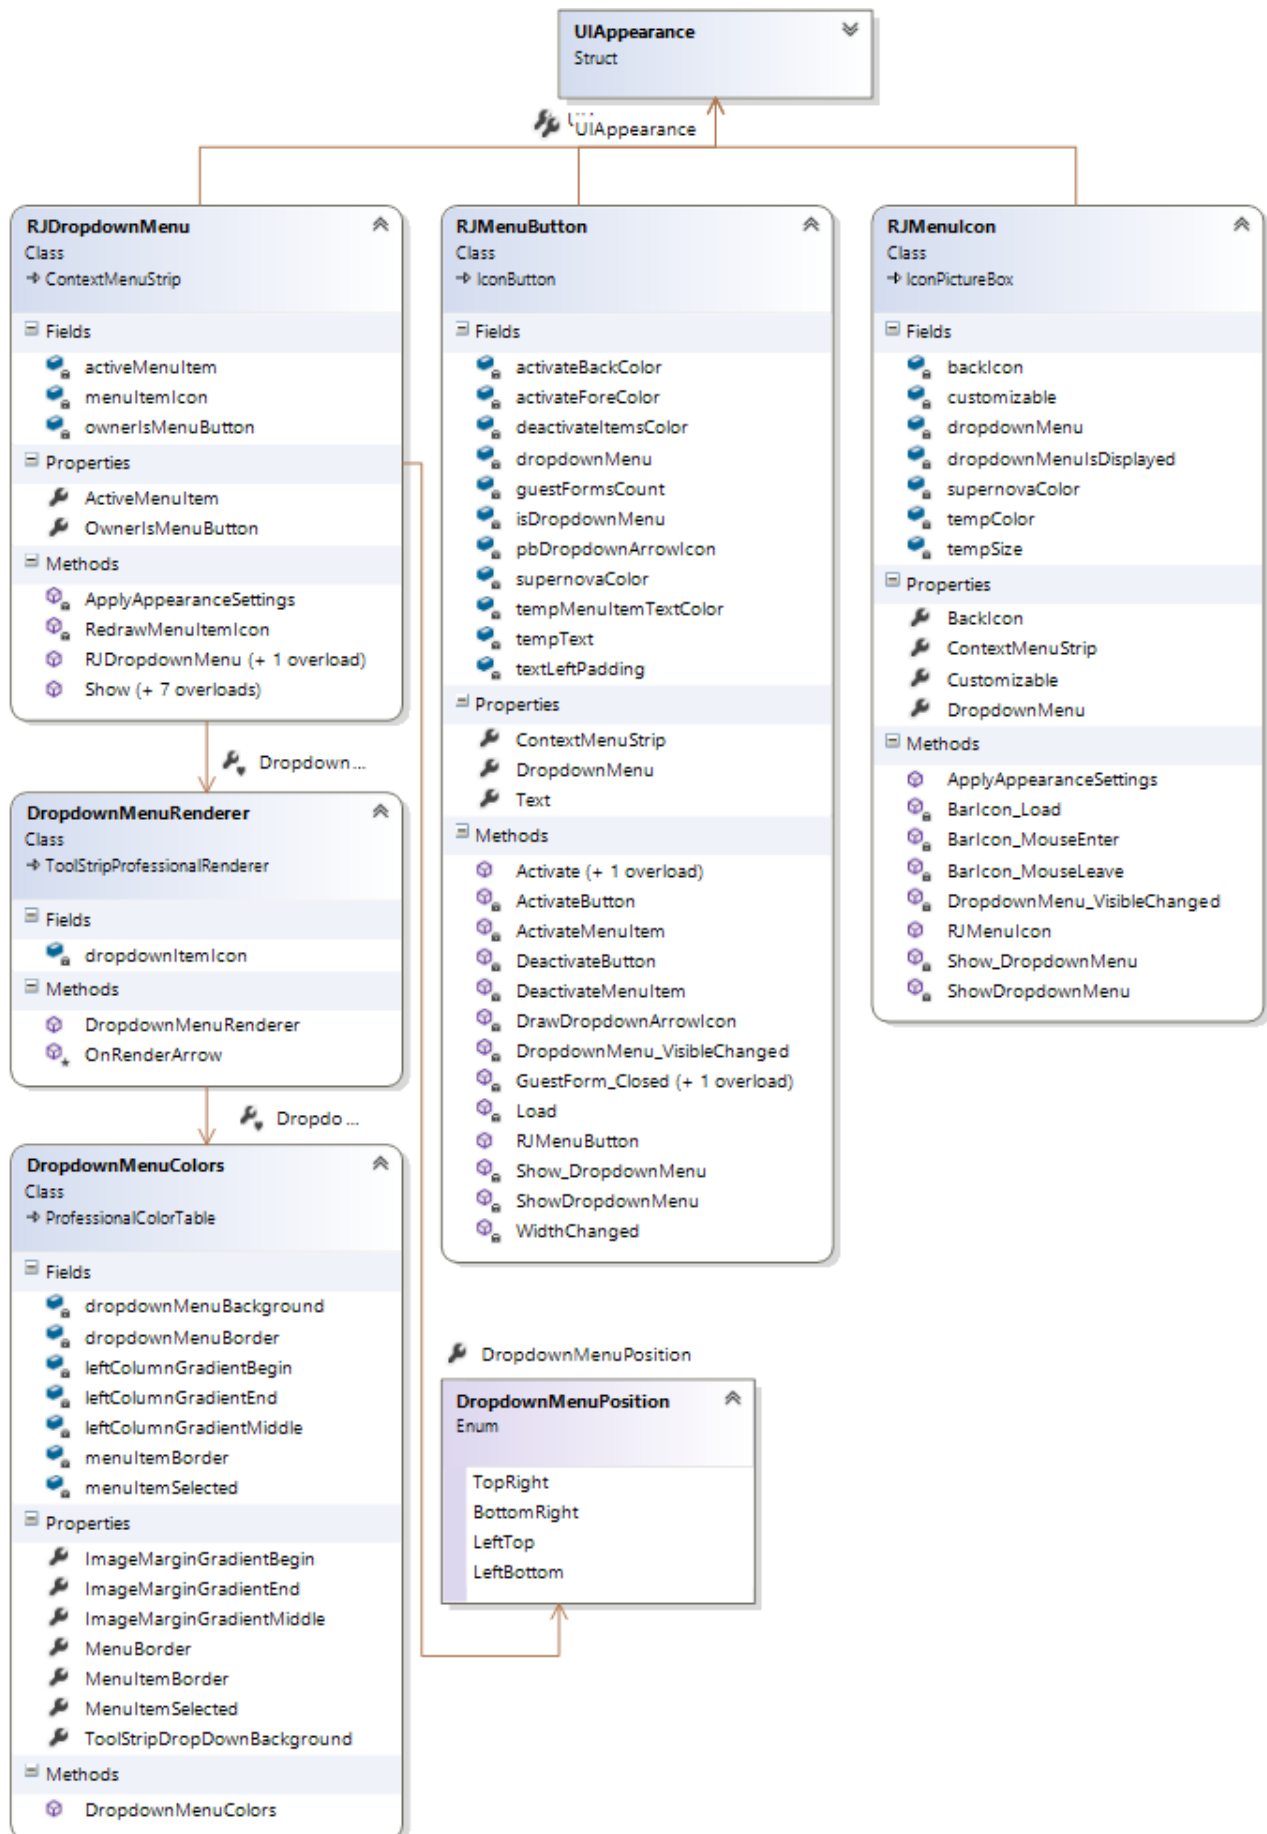 UIAppearance
Struct
UIAppearance
RJDropdownMenu
Class
ContextMenuStrip
Fields
activeMenuItem
menuItemIcon
ownerIsMenuButton
Properties
ActiveMenuItem
OwnerIsMenuButton
Methods
ApplyAppearanceSettings
RedrawMenuItemIcon
RJDropdownMenu (+ 1 overload)
Show (+ 7 overloads)
Dropdown ...
DropdownMenuRenderer
Class
ToolStripProfessionalRenderer
Fields
dropdownItemIcon
Methods
DropdownMenuRenderer
OnRenderArrow
Dropdo ...
DropdownMenuColors
Class
ProfessionalColorTable
Fields
dropdownMenuBackground
dropdownMenuBorder
leftColumnGradientBegin
leftColumnGradientEnd
leftColumnGradientMiddle
menuItemBorder
menuItemSelected
Properties
ImageMarginGradientBegin
ImageMarginGradientEnd
ImageMarginGradientMiddle
MenuBorder
MenuItemBorder
MenuItemSelected
ToolStripDropDownBackground
Methods
DropdownMenuColors
RJMenuButton
Class
IconButton
Fields
activateBackColor
activateForeColor
deactivateItemsColor
dropdownMenu
guestFormsCount
isDropdownMenu
pbDropdownArrowIcon
supernovaColor
tempMenuItemTextColor
tempText
textLeftPadding
Properties
ContextMenuStrip
DropdownMenu
Text
Methods
Activate (+ 1 overload)
ActivateButton
ActivateMenuItem
DeactivateButton
DeactivateMenuItem
DrawDropdownArrowIcon
DropdownMenu_VisibleChanged
GuestForm_Closed (+ 1 overload)
Load
RJMenuButton
Show_DropdownMenu
ShowDropdownMenu
WidthChanged
DropdownMenuPosition
DropdownMenuPosition
Enum
TopRight
BottomRight
LeftTop
LeftBottom
RJMenuIcon
Class
IconPictureBox
Fields
backIcon
customizable
dropdownMenu
dropdownMenuIsDisplayed
supernovaColor
tempColor
tempSize
Properties
BackIcon
ContextMenuStrip
Customizable
DropdownMenu
Methods
ApplyAppearanceSettings
BarIcon_Load
BarIcon_MouseEnter
BarIcon_MouseLeave
DropdownMenu_VisibleChanged
RJMenuIcon
Show_DropdownMenu
ShowDropdownMenu